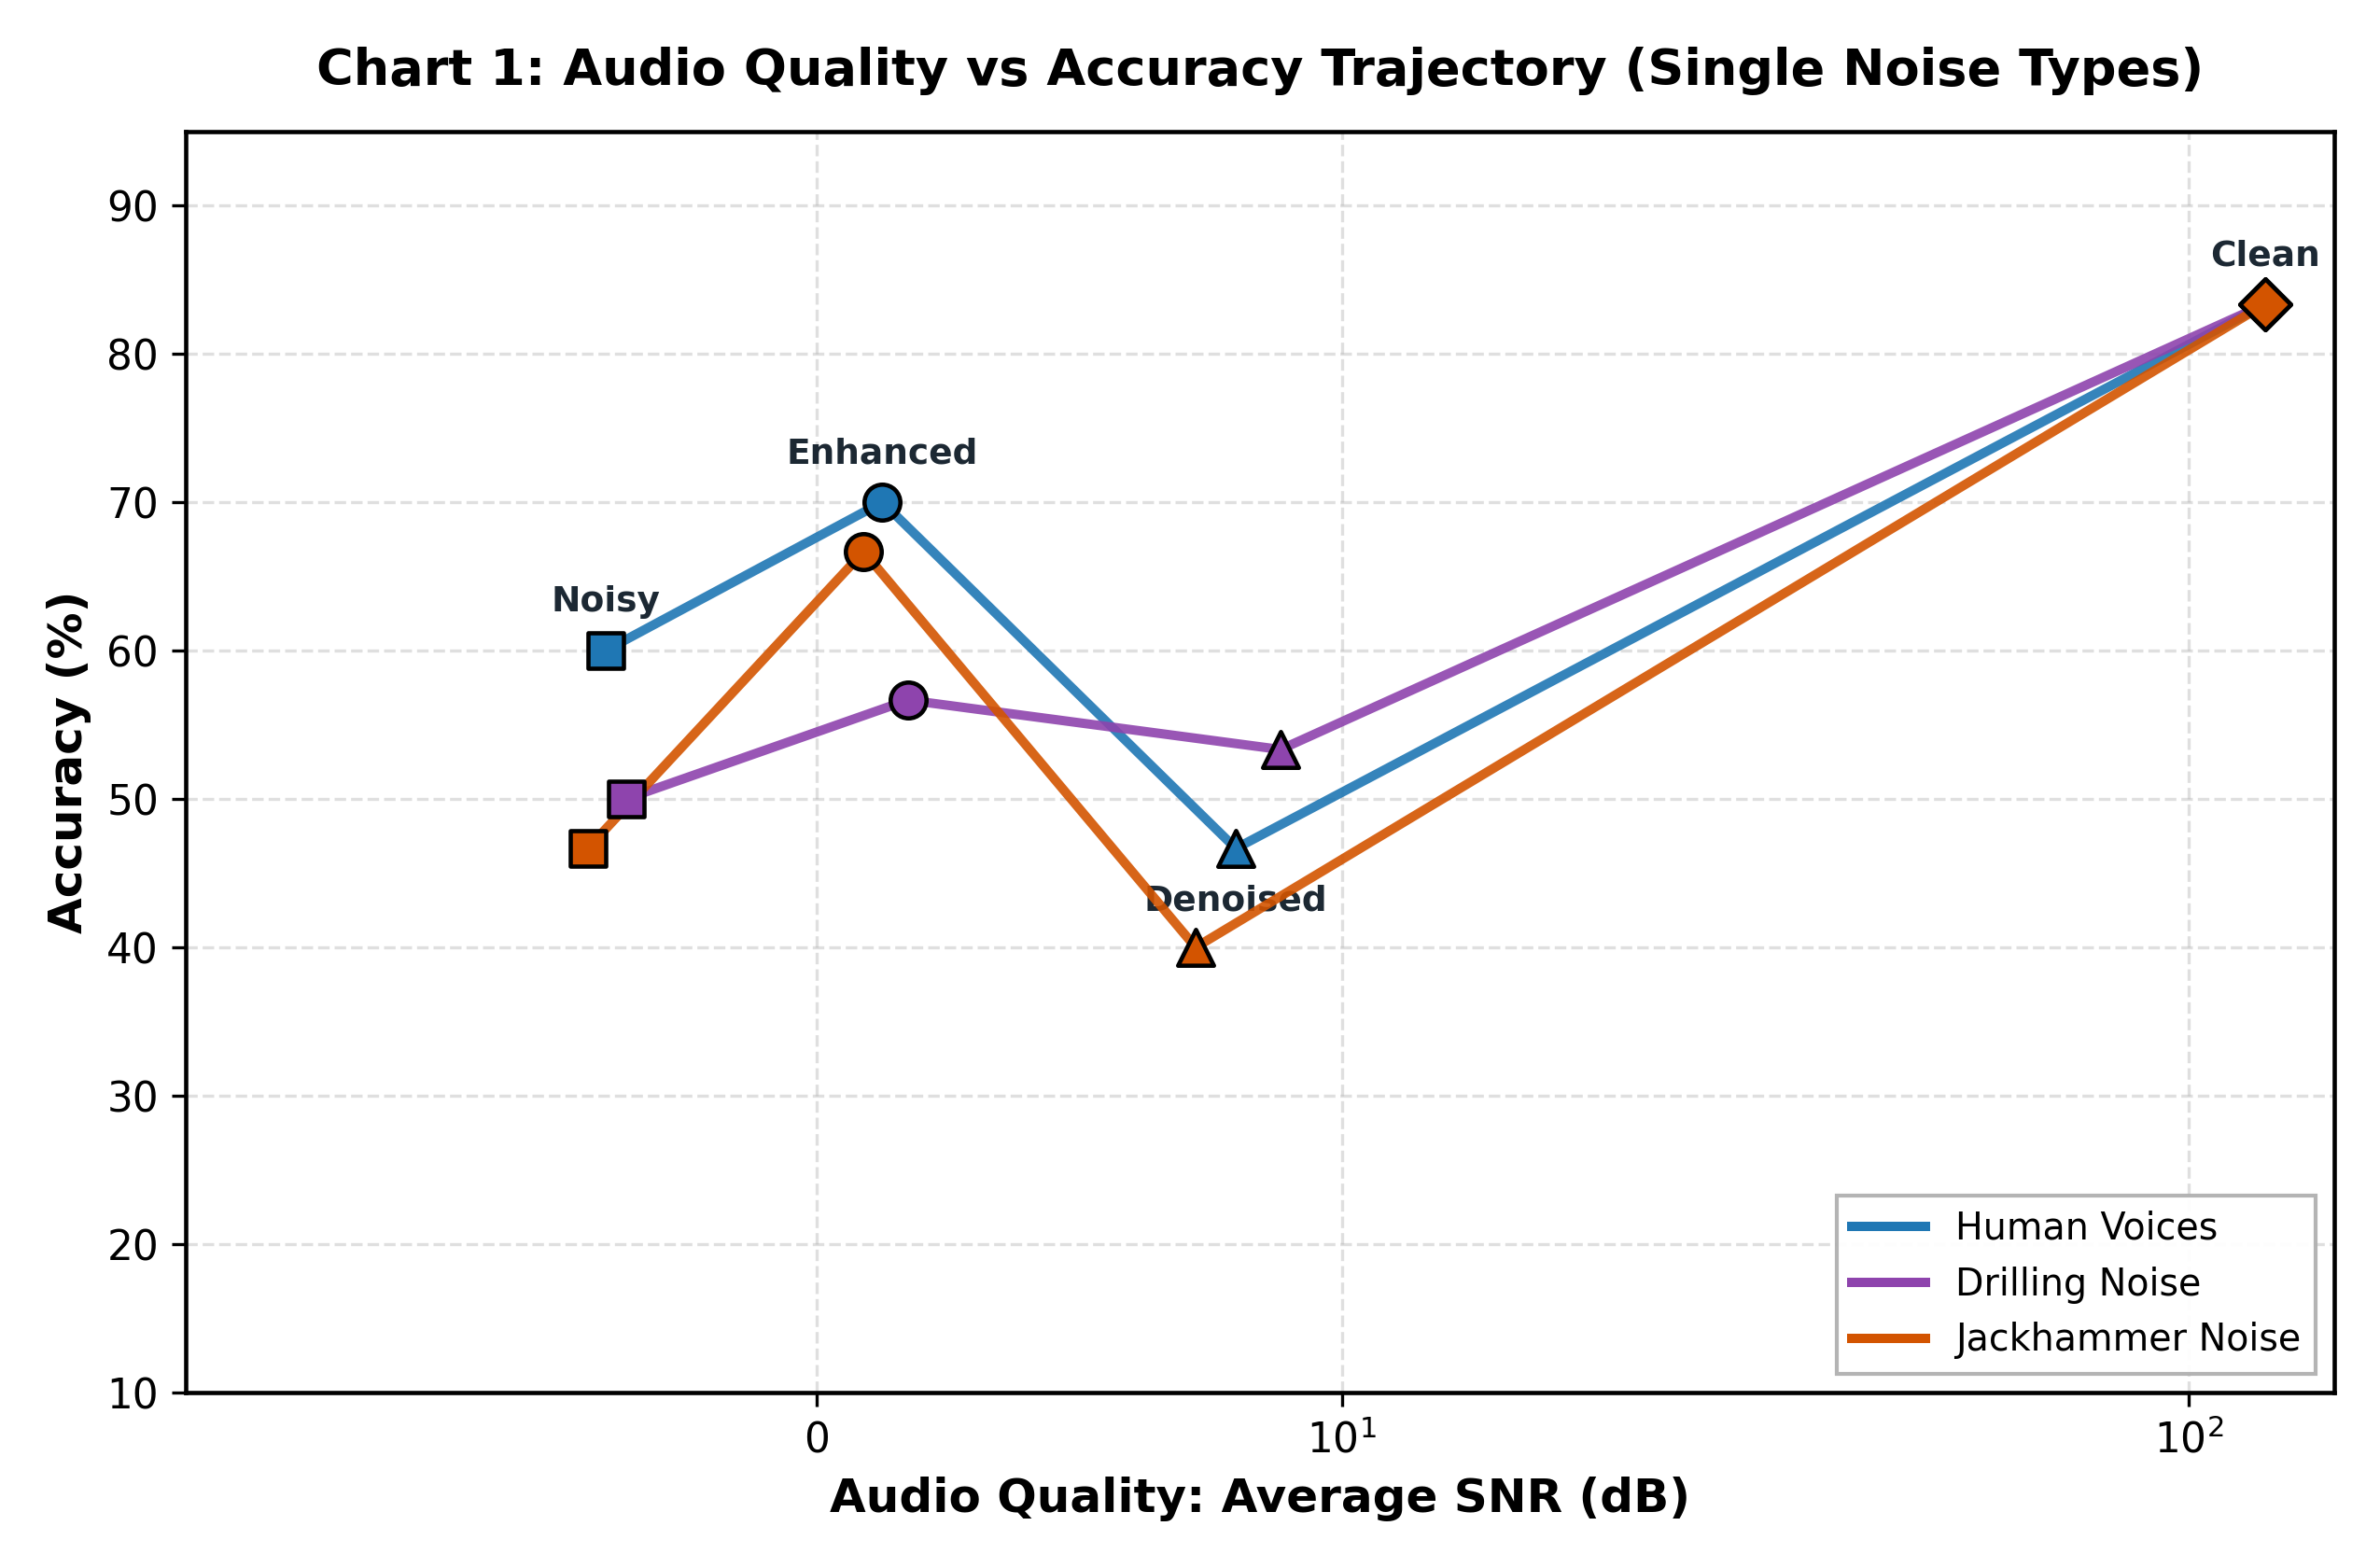 Chart 1: Audio Quality vs Accuracy Trajectory (Single Noise Types)
Accuracy (%)
90
80
70
60
50
40
30
20
10
Clean
Enhanced
Noisy
Denoised
Human Voices
Drilling Noise
Jackhammer Noise
0 10¹ 10²
Audio Quality: Average SNR (dB)